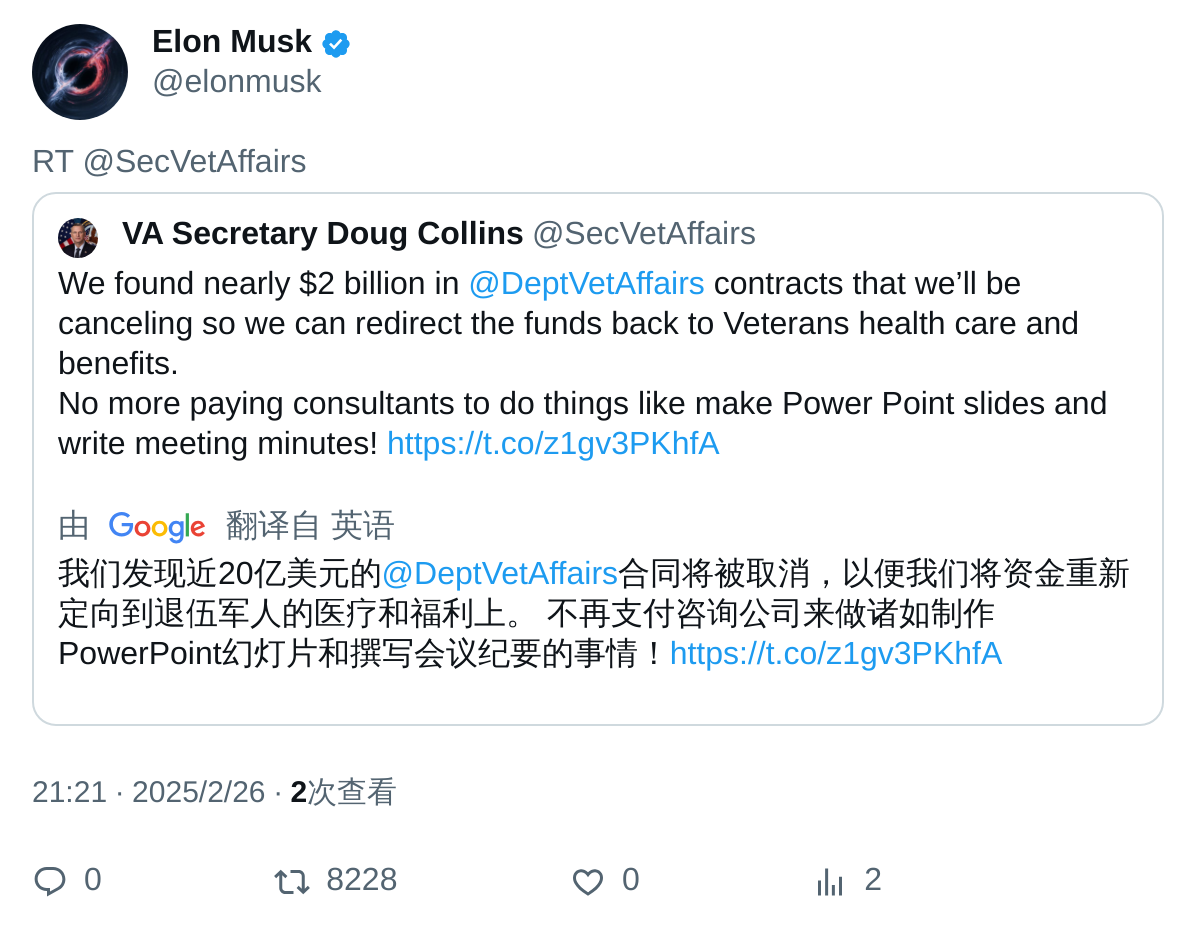 Elon Musk
@elonmusk
RT @SecVetAffairs
VA Secretary Doug Collins @SecVetAffairs
We found nearly $2 billion in @DeptVetAffairs contracts that we’ll be
canceling so we can redirect the funds back to Veterans health care and
benefits.
No more paying consultants to do things like make Power Point slides and
write meeting minutes! https://t.co/z1gv3PKhfA
由 Google 翻译自 英语
我们发现近20亿美元的@DeptVetAffairs合同将被取消，以便我们将资金重新
定向到退伍军人的医疗和福利上。 不再支付咨询公司来做诸如制作
PowerPoint幻灯片和撰写会议纪要的事情！https://t.co/z1gv3PKhfA
21:21 · 2025/2/26 · 2次查看
0 8228 0 2